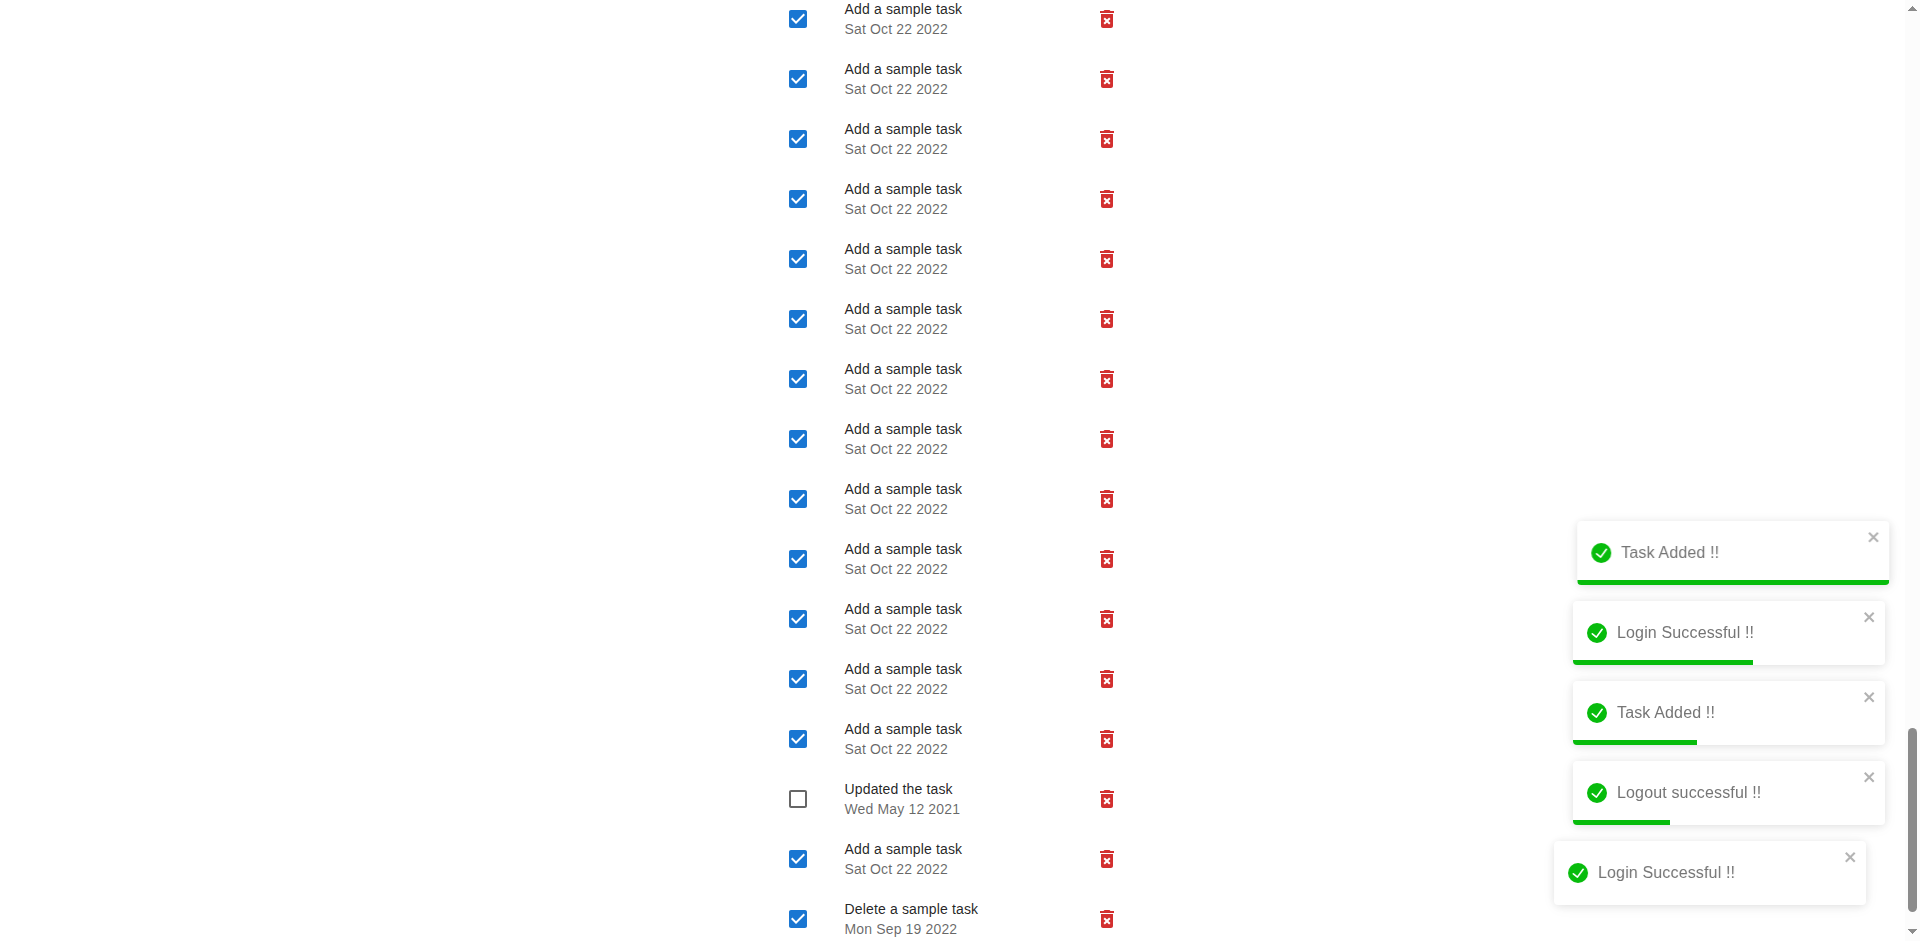 Add a sample task
Sat Oct 22 2022
Add a sample task
Sat Oct 22 2022
Add a sample task
Sat Oct 22 2022
Add a sample task
Sat Oct 22 2022
Add a sample task
Sat Oct 22 2022
Add a sample task
Sat Oct 22 2022
Add a sample task
Sat Oct 22 2022
Add a sample task
Sat Oct 22 2022
Add a sample task
Sat Oct 22 2022
Add a sample task
Sat Oct 22 2022
Add a sample task
Sat Oct 22 2022
Add a sample task
Sat Oct 22 2022
Add a sample task
Sat Oct 22 2022
Updated the task
Wed May 12 2021
Add a sample task
Sat Oct 22 2022
Delete a sample task
Mon Sep 19 2022
Task Added !!
Login Successful !!
Task Added !!
Logout successful !!
Login Successful !!